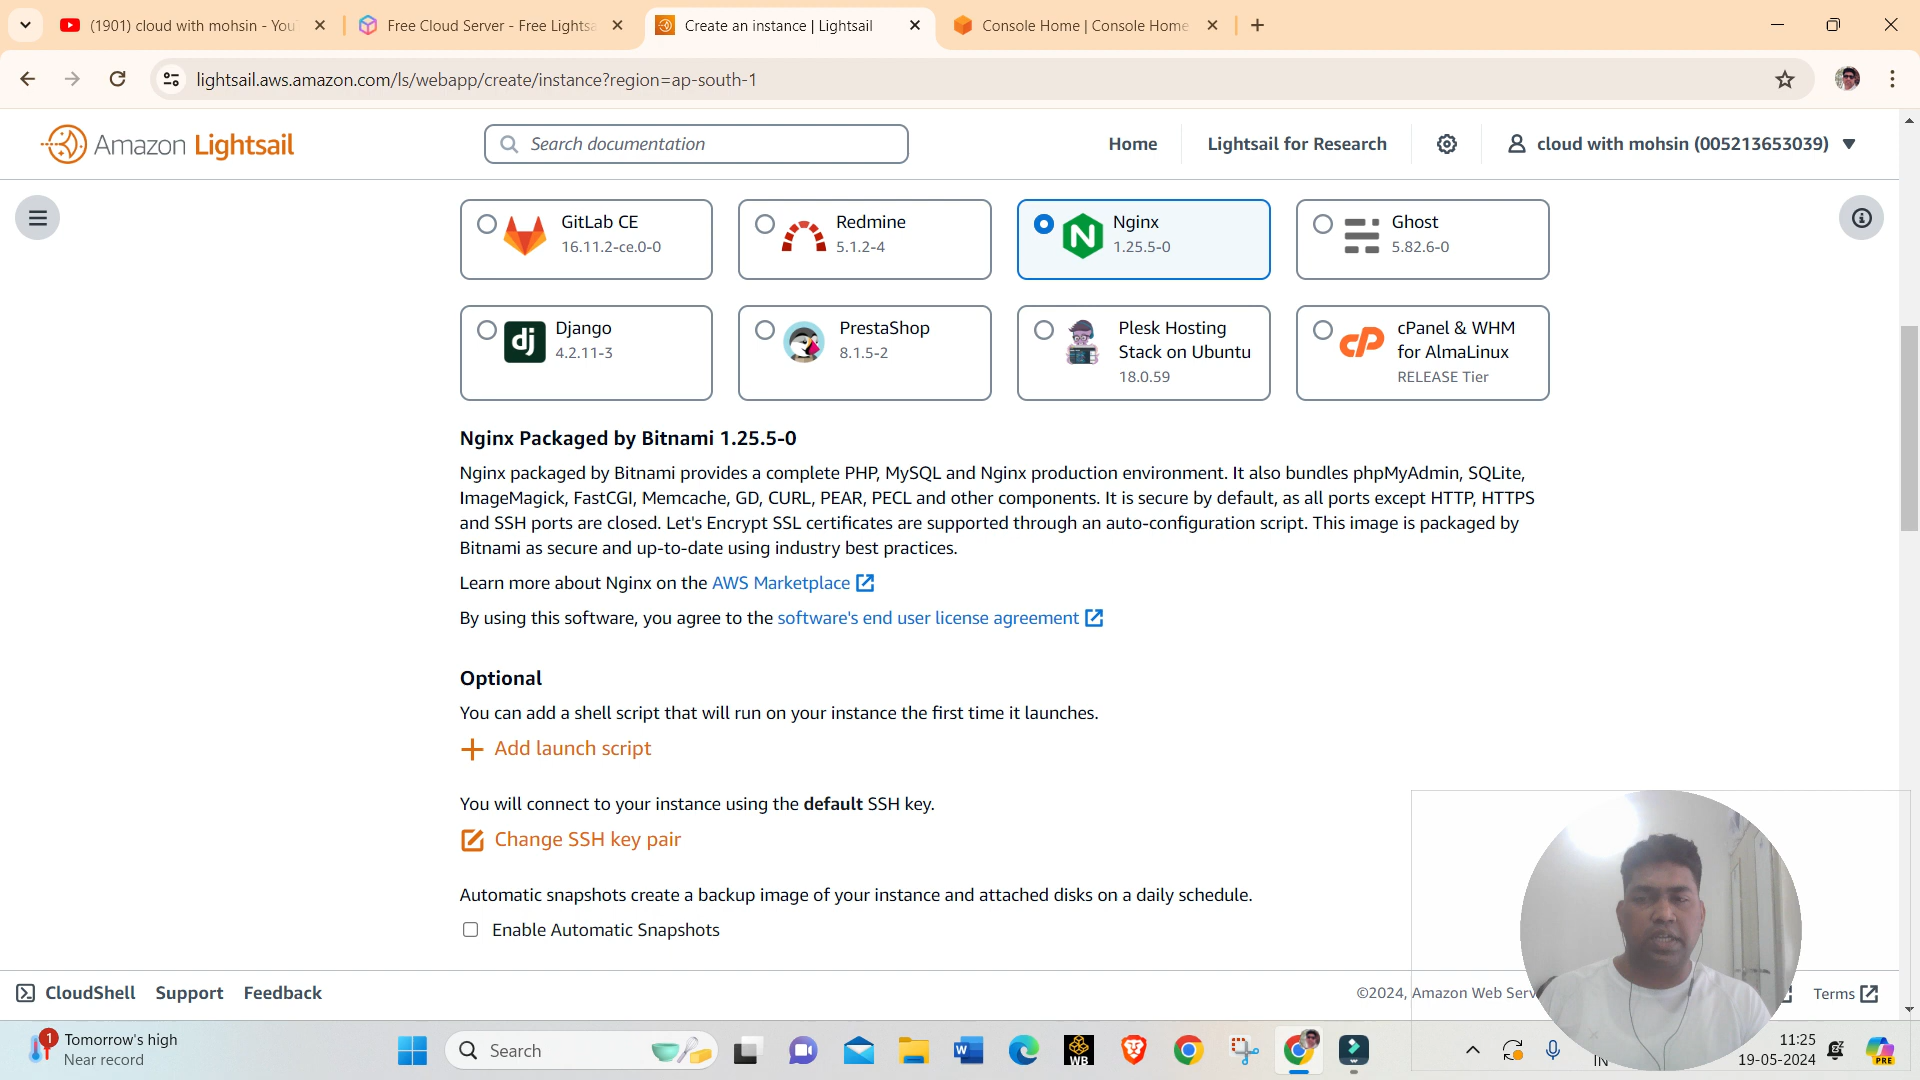 (1901) cloud with mohsin - You
Free Cloud Server - Free Lightsa
Create an instance | Lightsail
Console Home | Console Home
lightsail.aws.amazon.com/ls/webapp/create/instance?region=ap-south-1
Amazon Lightsail
Search documentation
Home
Lightsail for Research
cloud with mohsin (005213653039)
GitLab CE
16.11.2-ce.0-0
Redmine
5.1.2-4
Nginx
1.25.5-0
Ghost
5.82.6-0
dj
Django
4.2.11-3
PrestaShop
8.1.5-2
Plesk Hosting
Stack on Ubuntu
18.0.59
cP
cPanel & WHM
for AlmaLinux
RELEASE Tier
Nginx Packaged by Bitnami 1.25.5-0
Nginx packaged by Bitnami provides a complete PHP, MySQL and Nginx production environment. It also bundles phpMyAdmin, SQLite,
ImageMagick, FastCGI, Memcache, GD, CURL, PEAR, PECL and other components. It is secure by default, as all ports except HTTP, HTTPS
and SSH ports are closed. Let's Encrypt SSL certificates are supported through an auto-configuration script. This image is packaged by
Bitnami as secure and up-to-date using industry best practices.
Learn more about Nginx on the AWS Marketplace
By using this software, you agree to the software's end user license agreement
Optional
You can add a shell script that will run on your instance the first time it launches.
Add launch script
You will connect to your instance using the default SSH key.
Change SSH key pair
Automatic snapshots create a backup image of your instance and attached disks on a daily schedule.
Enable Automatic Snapshots
CloudShell
Support
Feedback
©2024, Amazon Web Serv
Terms
1
Tomorrow's high
Near record
Search
W
WB
IN
11:25
19-05-2024
PRE